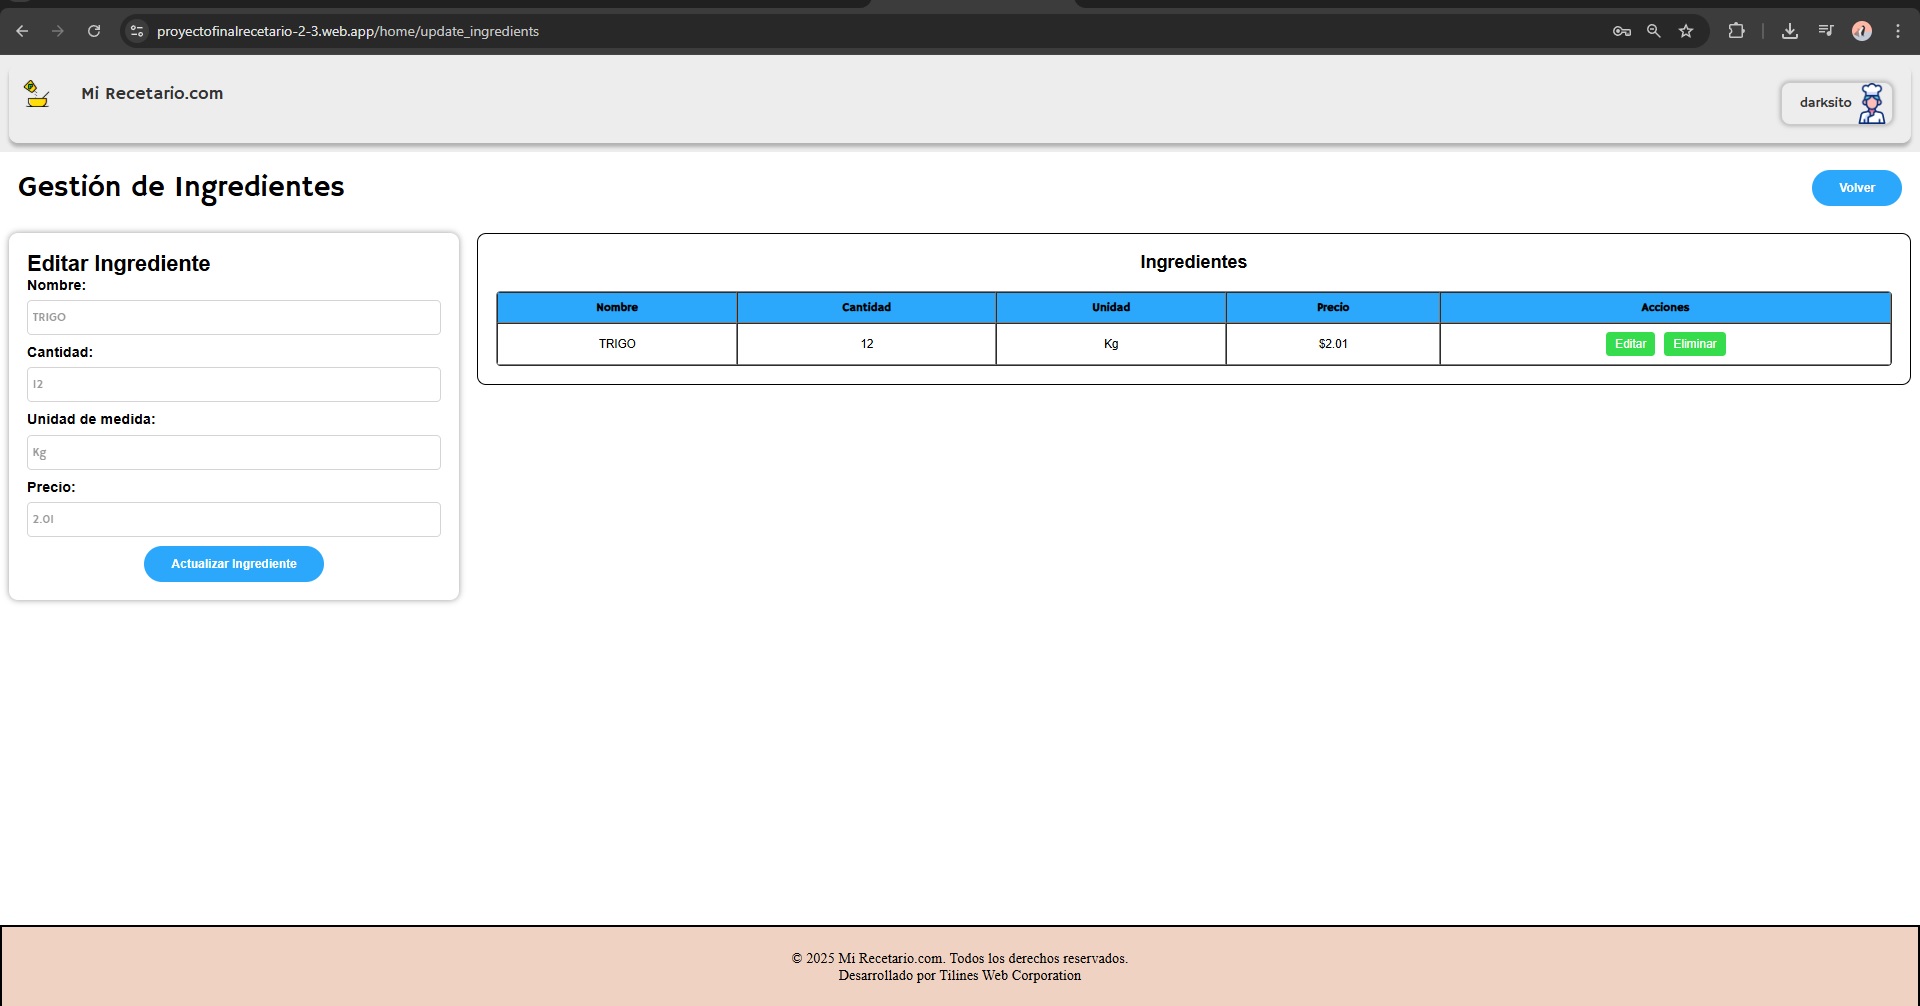 proyectofinalrecetario-2-3.web.app/home/update_ingredients
Mi Recetario.com
darksito
Gestión de Ingredientes
Volver
Editar Ingrediente
Nombre:
TRIGO
Cantidad:
12
Unidad de medida:
Kg
Precio:
2.01
Actualizar Ingrediente
Ingredientes
Nombre Cantidad Unidad Precio Acciones
TRIGO 12 Kg $2.01 Editar Eliminar
© 2025 Mi Recetario.com. Todos los derechos reservados.
Desarrollado por Tilines Web Corporation